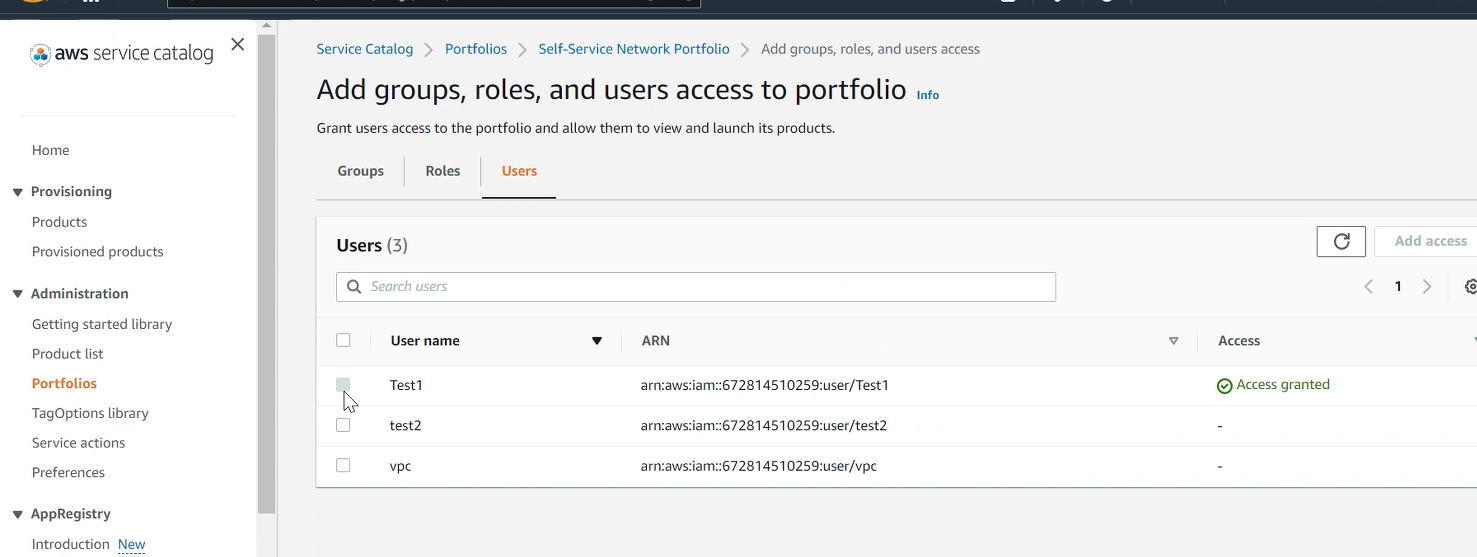 aws service catalog
Home
Provisioning
Products
Provisioned products
Administration
Getting started library
Product list
Portfolios
TagOptions library
Service actions
Preferences
AppRegistry
Introduction New
Service Catalog > Portfolios > Self-Service Network Portfolio > Add groups, roles, and users access
Add groups, roles, and users access to portfolio Info
Grant users access to the portfolio and allow them to view and launch its products.
Groups Roles Users
Users (3)
Add access
Search users
1
User name ARN Access
Test1 arn:aws:iam::672814510259:user/Test1 Access granted
test2 arn:aws:iam::672814510259:user/test2 -
vpc arn:aws:iam::672814510259:user/vpc -